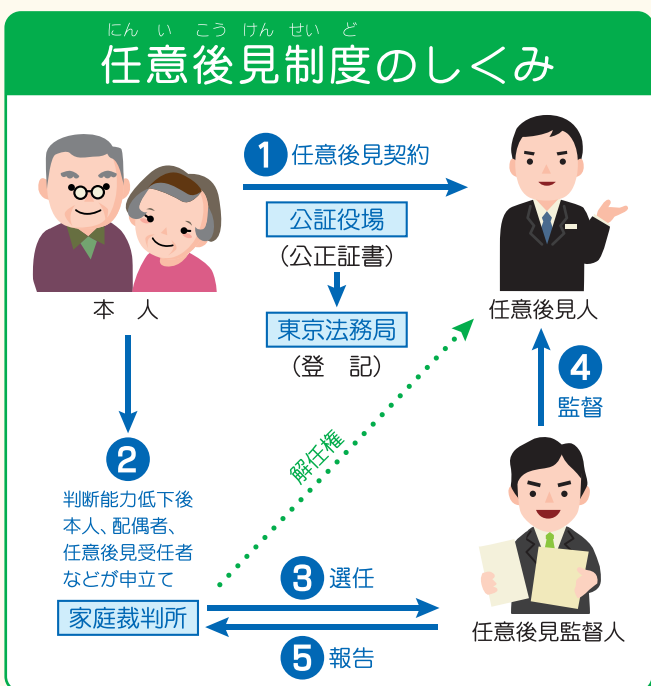 にん い こう けん せい ど
任意後見制度のしくみ
1 任意後見契約
公証役場
（公正証書）
東京法務局
（登 記）
本 人
任意後見人
2
判断能力低下後
本人、配偶者、
任意後見受任者
などが申立て
家庭裁判所
解任権
3 選任
4
監督
任意後見監督人
5 報告